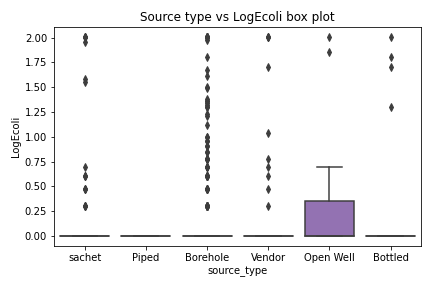 Source type vs LogEcoli box plot
2.00
1.75
1.50
1.25
1.00
0.75
0.50
0.25
0.00
LogEcoli
sachet Piped Borehole Vendor Open Well Bottled
source_type